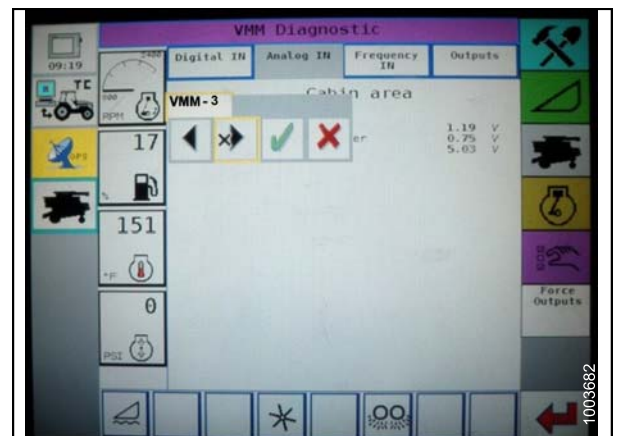 VMM Diagnostic
09:19
TC
GPS
Digital IN
Analog IN
Frequency
IN
Outputs
Cabin area
VMM - 3
RPM
er
1.19 V
0.75 V
5.03 V
17
%
151
°F
0
PSI
SOS
Force
Outputs
1003682